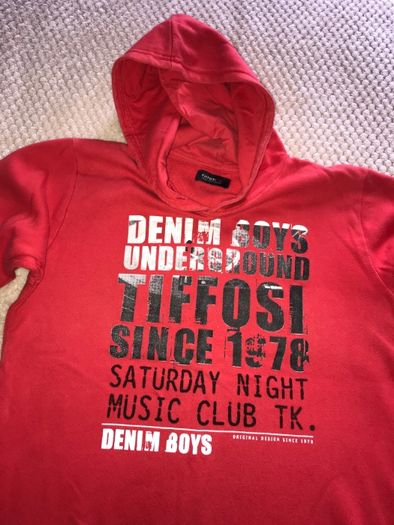 DENIM BOYS
UNDERGROUND
TIFFOSI
SINCE 1978
SATURDAY NIGHT
MUSIC CLUB TK.
DENIM BOYS
ORIGINAL DESIGN SINCE 1978